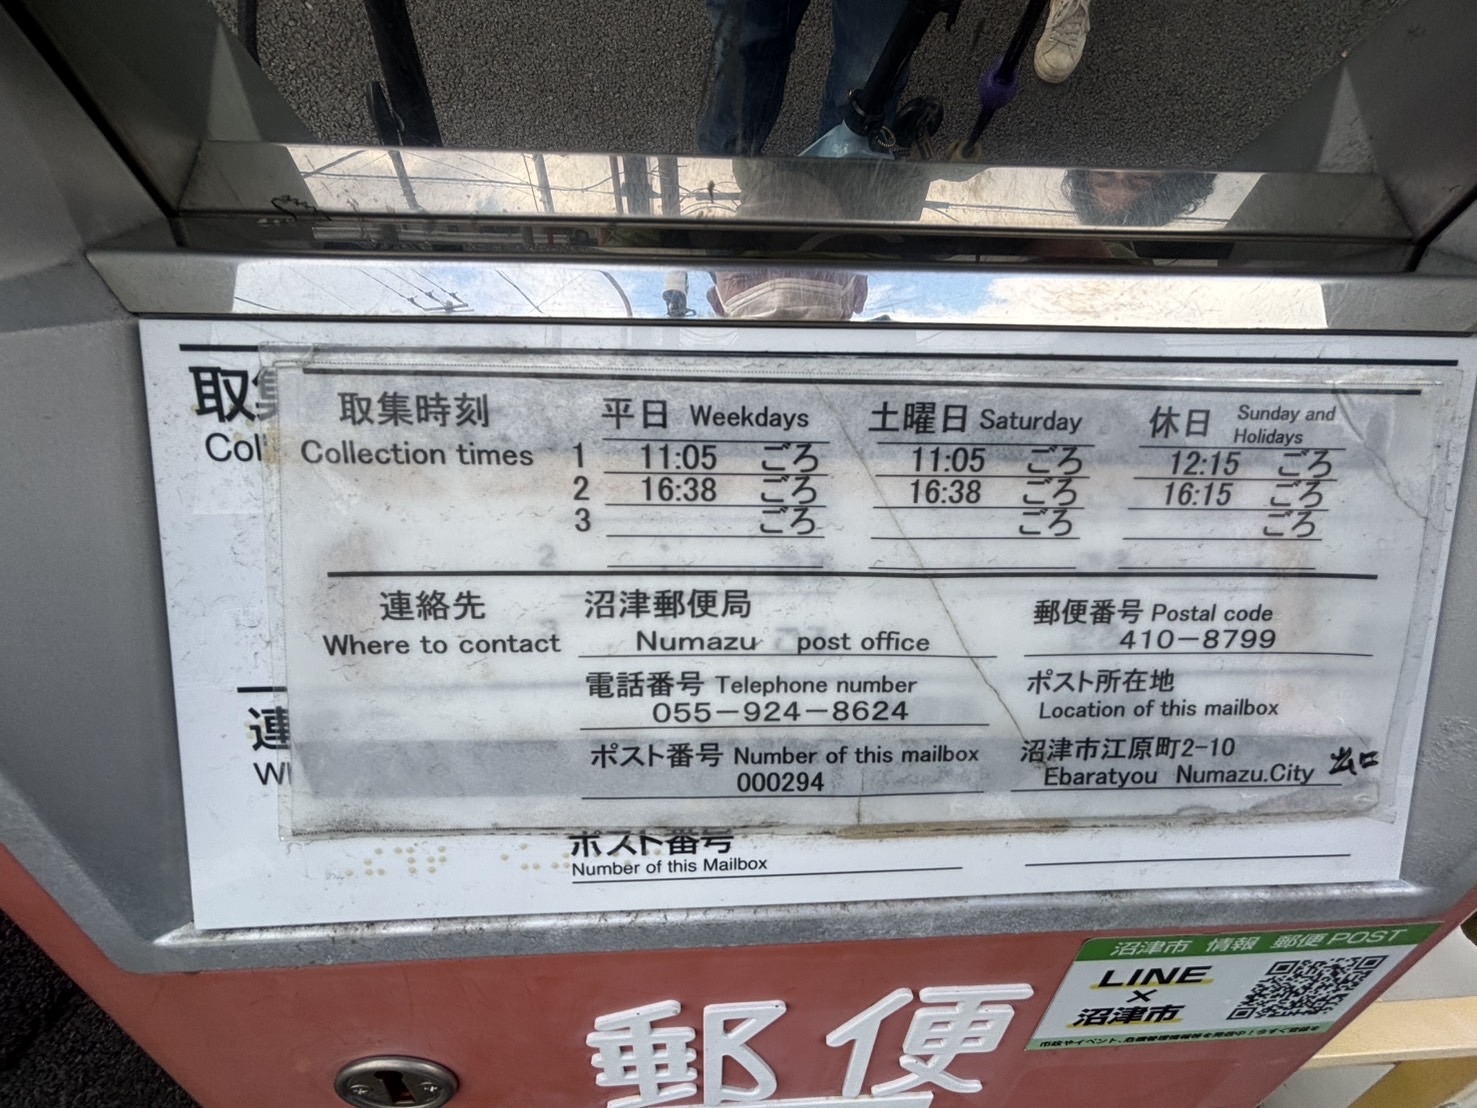 取集時刻 平日 Weekdays 土曜日 Saturday 休日 Sunday and Holidays
Collection times 1 11:05 ごろ 11:05 ごろ 12:15 ごろ
2 16:38 ごろ 16:38 ごろ 16:15 ごろ
3 ごろ ごろ ごろ
連絡先 沼津郵便局 郵便番号 Postal code
Where to contact Numazu post office 410-8799
電話番号 Telephone number ポスト所在地
055-924-8624 Location of this mailbox
ポスト番号 Number of this mailbox 沼津市江原町2-10
000294 Ebaratyou Numazu.City
取
Col
連
ポスト番号
Number of this Mailbox
沼津市 情報 郵便POST
LINE
×
沼津市
郵便